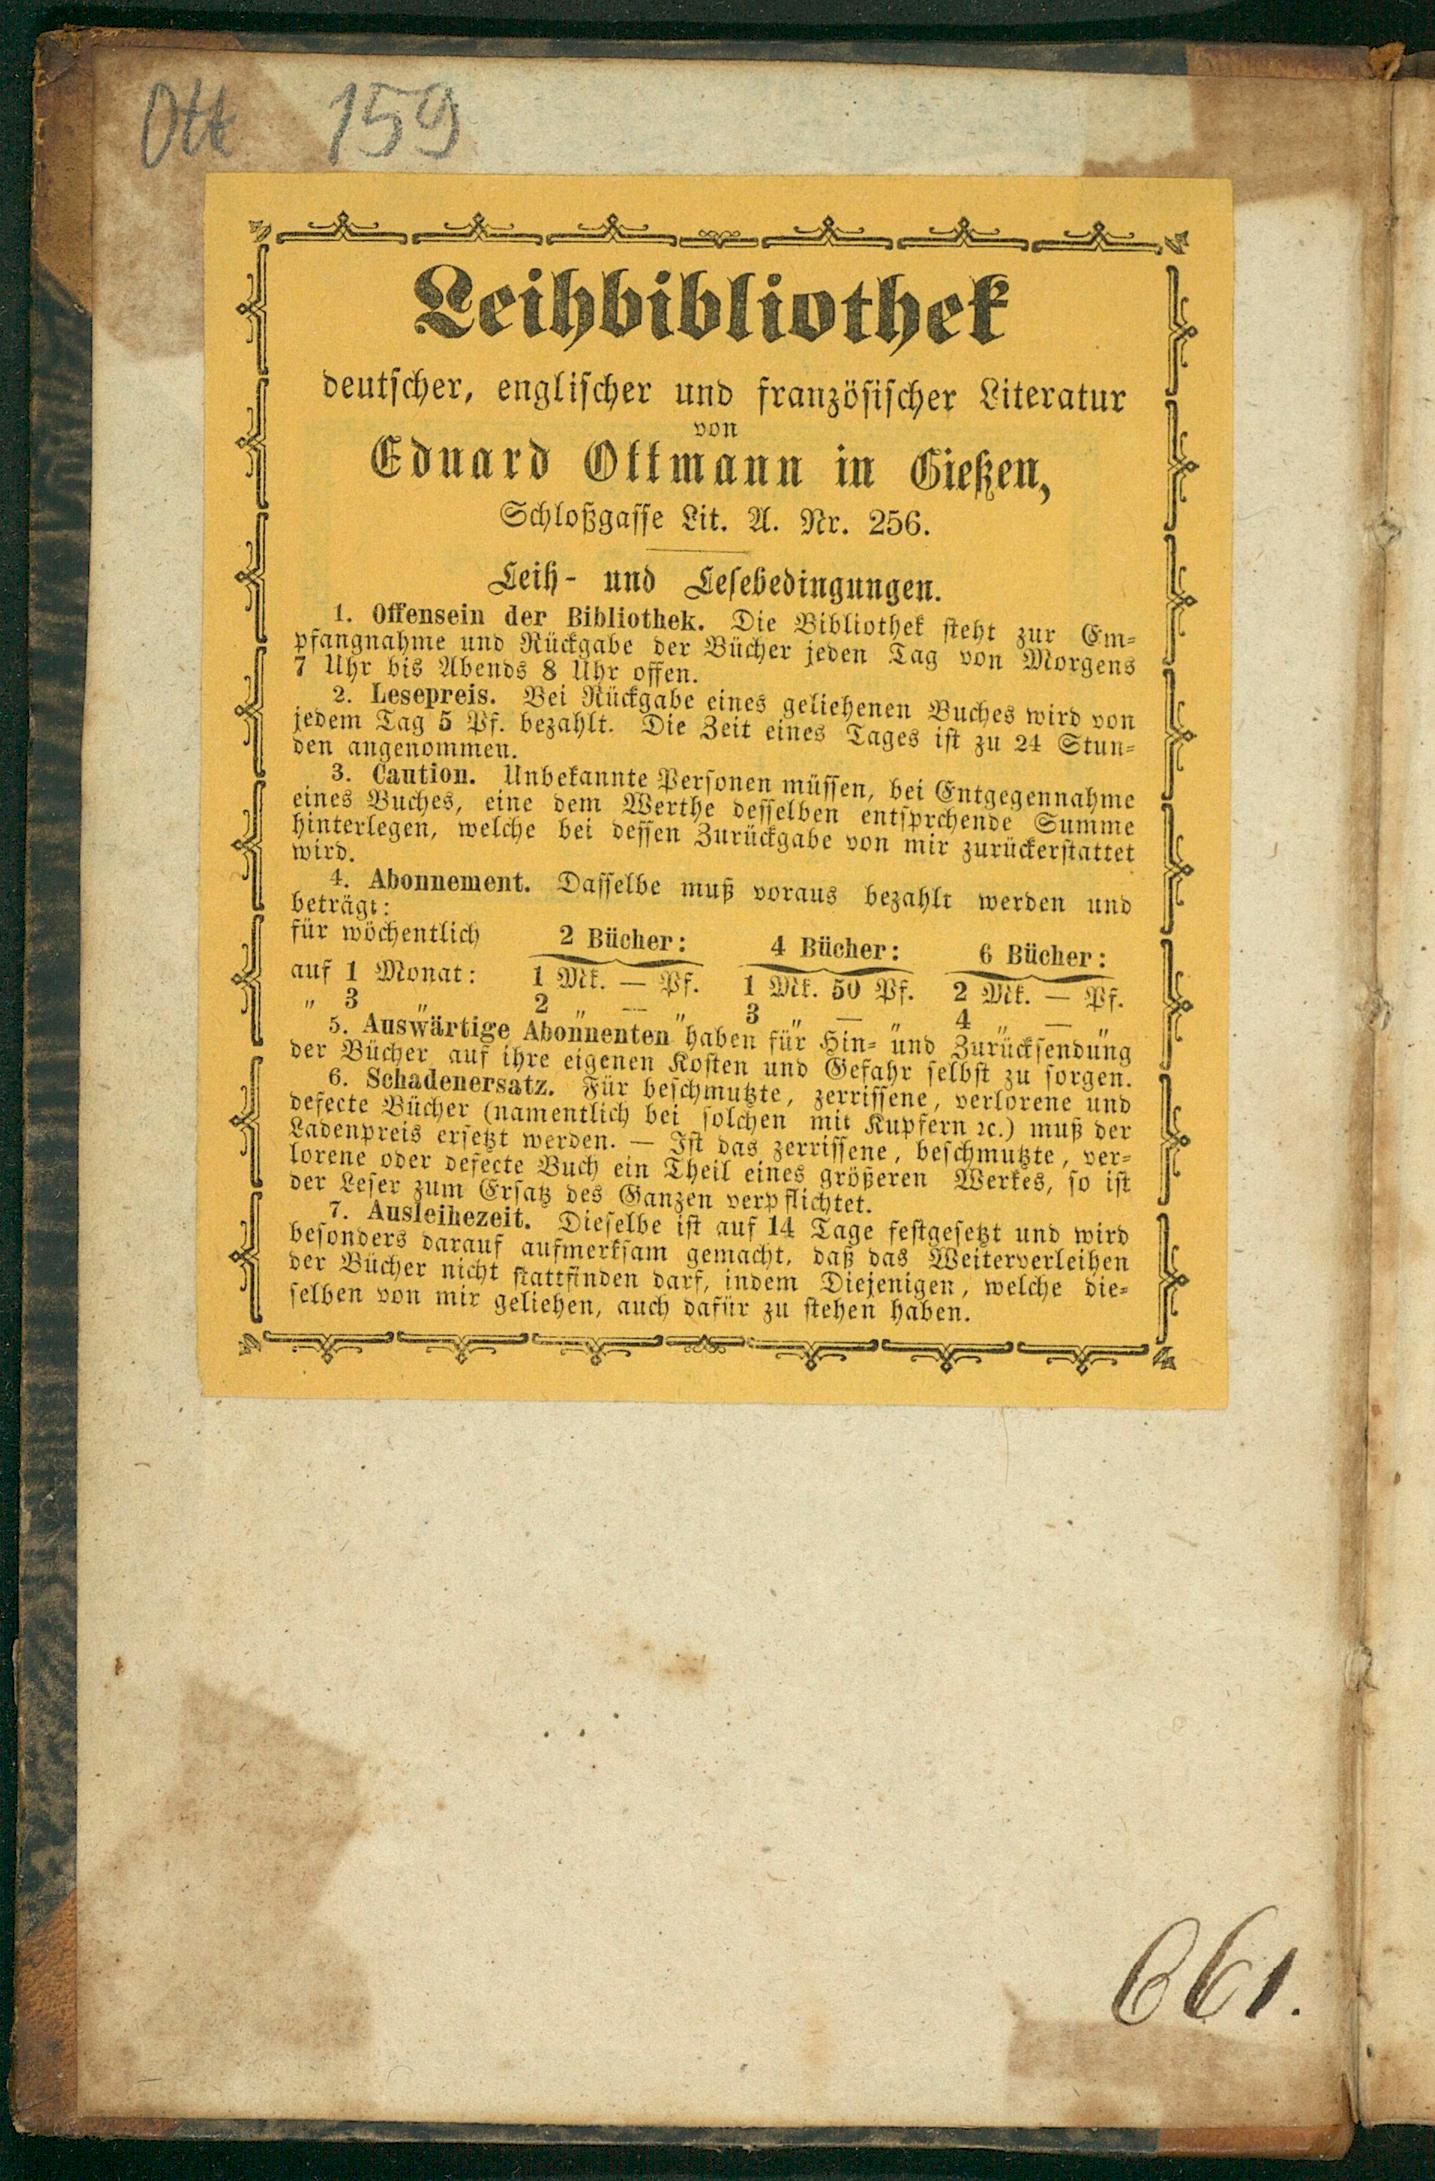 Ott 159
Leihbibliothek
deutscher, englischer und französischer Literatur
von
Eduard Ottmann in Gießen,
Schloßgasse Lit. A. Nr. 256.
Leih- und Lesebedingungen.
1. Offensein der Bibliothek. Die Bibliothek steht zur Em-
pfangnahme und Rückgabe der Bücher jeden Tag von Morgens
7 Uhr bis Abends 8 Uhr offen.
2. Lesepreis. Bei Rückgabe eines geliehenen Buches wird von
jedem Tag 5 Pf. bezahlt. Die Zeit eines Tages ist zu 24 Stun-
den angenommen.
3. Caution. Unbekannte Personen müssen, bei Entgegennahme
eines Buches, eine dem Werthe desselben entsprchende Summe
hinterlegen, welche bei dessen Zurückgabe von mir zurückerstattet
wird.
4. Abonnement. Dasselbe muß voraus bezahlt werden und
beträgt:
für wöchentlich 2 Bücher: 4 Bücher: 6 Bücher:
auf 1 Monat: 1 Mk. — Pf. 1 Mk. 50 Pf. 2 Mk. — Pf.
„ 3 „ 2 „ — „ 3 „ — „ 4 „ — „
5. Auswärtige Abonnenten haben für Hin- und Zurücksendung
der Bücher auf ihre eigenen Kosten und Gefahr selbst zu sorgen.
6. Schadenersatz. Für beschmutzte, zerrissene, verlorene und
defecte Bücher (namentlich bei solchen mit Kupfern ꝛc.) muß der
Ladenpreis ersetzt werden. — Ist das zerrissene, beschmutzte, ver-
lorene oder defecte Buch ein Theil eines größeren Werkes, so ist
der Leser zum Ersatz des Ganzen verpflichtet.
7. Ausleihezeit. Dieselbe ist auf 14 Tage festgesetzt und wird
besonders darauf aufmerksam gemacht, daß das Weiterverleihen
der Bücher nicht stattfinden darf, indem Diejenigen, welche die-
selben von mir geliehen, auch dafür zu stehen haben.
661.